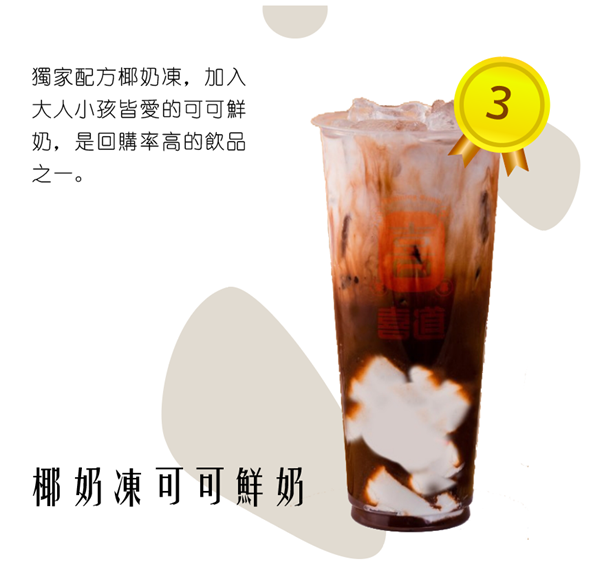 獨家配方椰奶凍，加入
大人小孩皆愛的可可鮮
奶，是回購率高的飲品
之一。
3
椰奶凍可可鮮奶